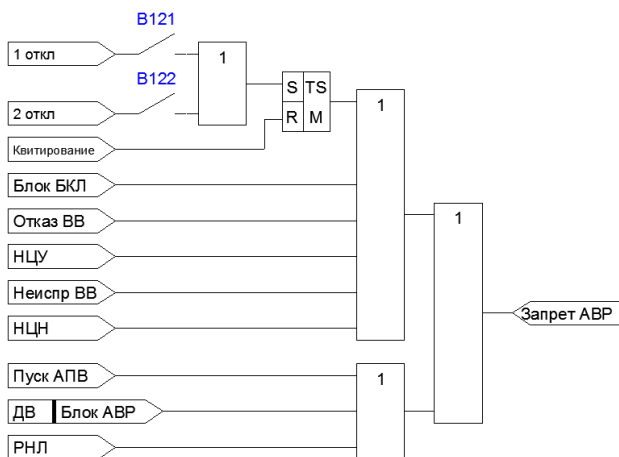 B121
1 откл
1
B122
S TS
2 откл
1
R M
Квитирование
Блок БКЛ
Отказ ВВ
1
НЦУ
Неиспр ВВ
Запрет АВР
НЦН
Пуск АПВ
1
ДВ Блок АВР
РНЛ